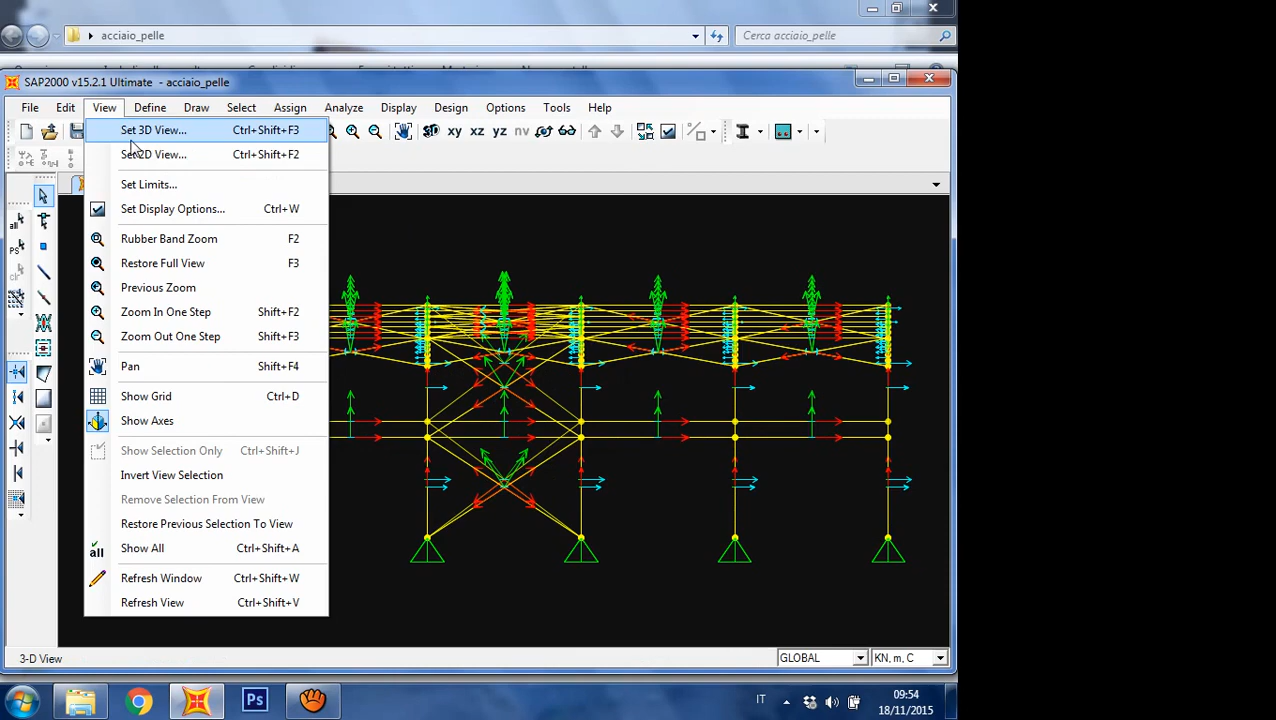 acciaio_pelle
Cerca acciaio_pelle
SAP2000 v15.2.1 Ultimate - acciaio_pelle
File Edit View Define Draw Select Assign Analyze Display Design Options Tools Help
xy xz yz nv
Set 3D View... Ctrl+Shift+F3
Set 2D View... Ctrl+Shift+F2
Set Limits...
Set Display Options... Ctrl+W
Rubber Band Zoom F2
Restore Full View F3
Previous Zoom
Zoom In One Step Shift+F2
Zoom Out One Step Shift+F3
Pan Shift+F4
Show Grid Ctrl+D
Show Axes
Show Selection Only Ctrl+Shift+J
Invert View Selection
Remove Selection From View
Restore Previous Selection To View
Show All Ctrl+Shift+A
Refresh Window Ctrl+Shift+W
Refresh View Ctrl+Shift+V
all
PS
clr
all
3-D View
GLOBAL
KN, m, C
Ps
IT
09:54
18/11/2015